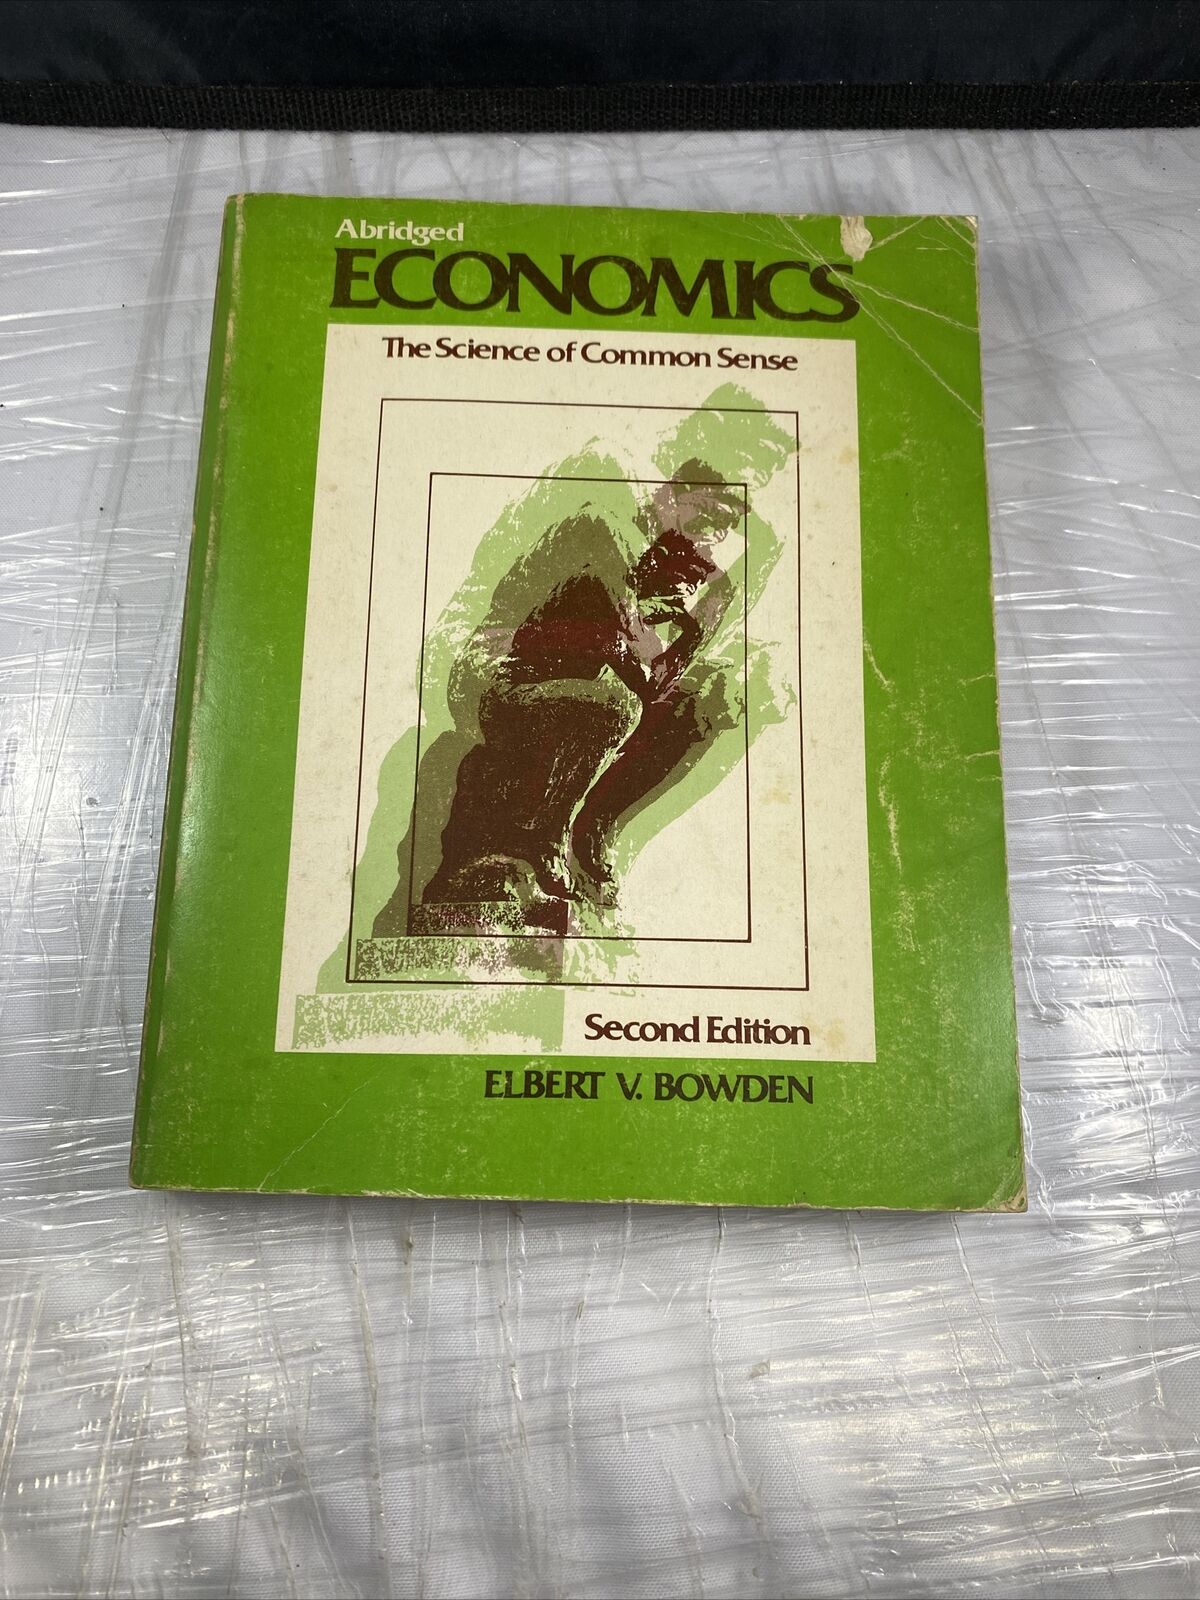 Abridged
ECONOMICS
The Science of Common Sense
Second Edition
ELBERT V. BOWDEN